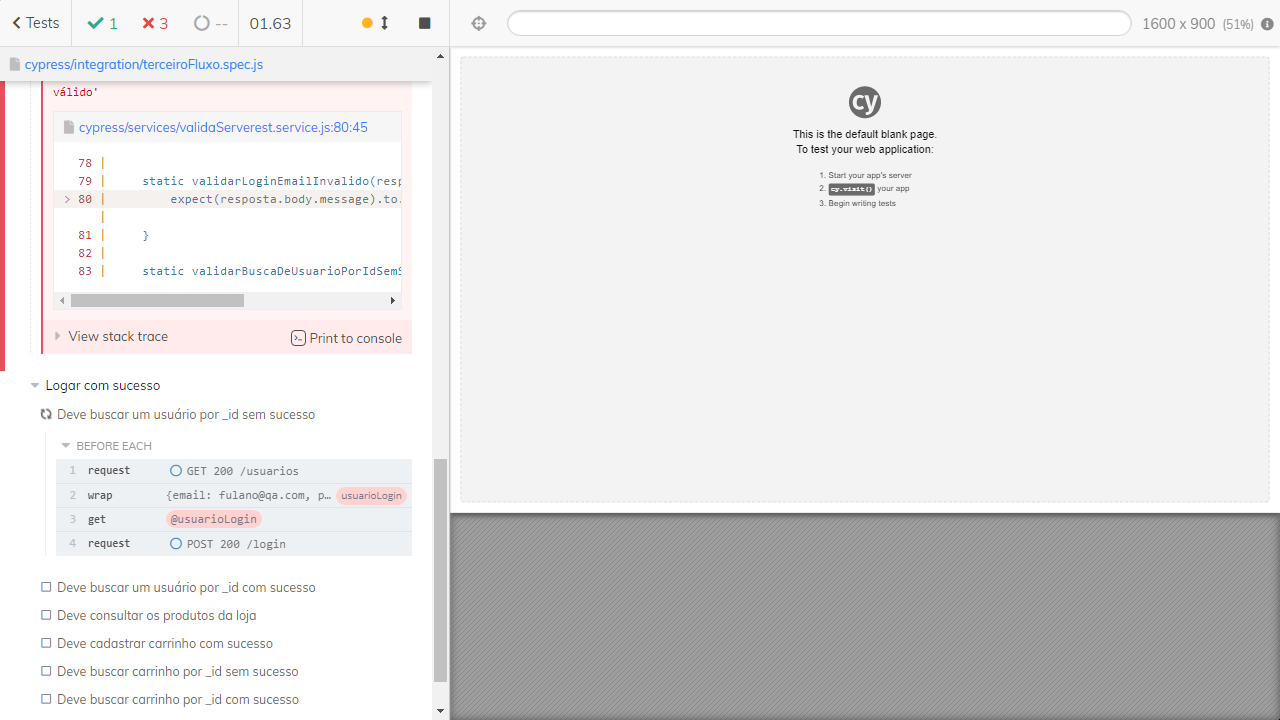 Tests
1
3
--
01.63
1600 x 900 (51%)
cypress/integration/terceiroFluxo.spec.js
válido'
cypress/services/validaServerest.service.js:80:45
78 |
79 | static validarLoginEmailInvalido(resp
> 80 | expect(resposta.body.message).to.
|
81 | }
82 |
83 | static validarBuscaDeUsuarioPorIdSemS
View stack trace
Print to console
Logar com sucesso
Deve buscar um usuário por _id sem sucesso
BEFORE EACH
1 request GET 200 /usuarios
2 wrap {email: fulano@qa.com, p… usuarioLogin
3 get @usuarioLogin
4 request POST 200 /login
Deve buscar um usuário por _id com sucesso
Deve consultar os produtos da loja
Deve cadastrar carrinho com sucesso
Deve buscar carrinho por _id sem sucesso
Deve buscar carrinho por _id com sucesso
cy
This is the default blank page.
To test your web application:
1. Start your app's server
2. cy.visit() your app
3. Begin writing tests